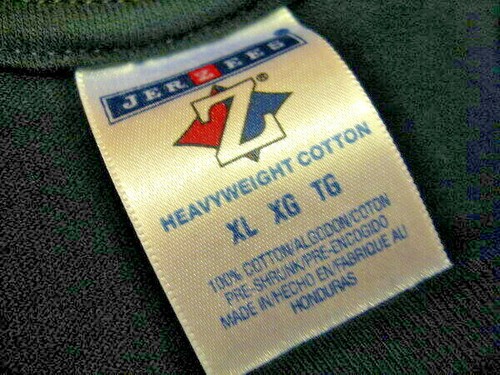 JERZEES
Z®
HEAVYWEIGHT COTTON
XL XG TG
100% COTTON/ALGODON/COTON
PRE-SHRUNK/PRE-ENCOGIDO
MADE IN/HECHO EN/FABRIQUE AU
HONDURAS